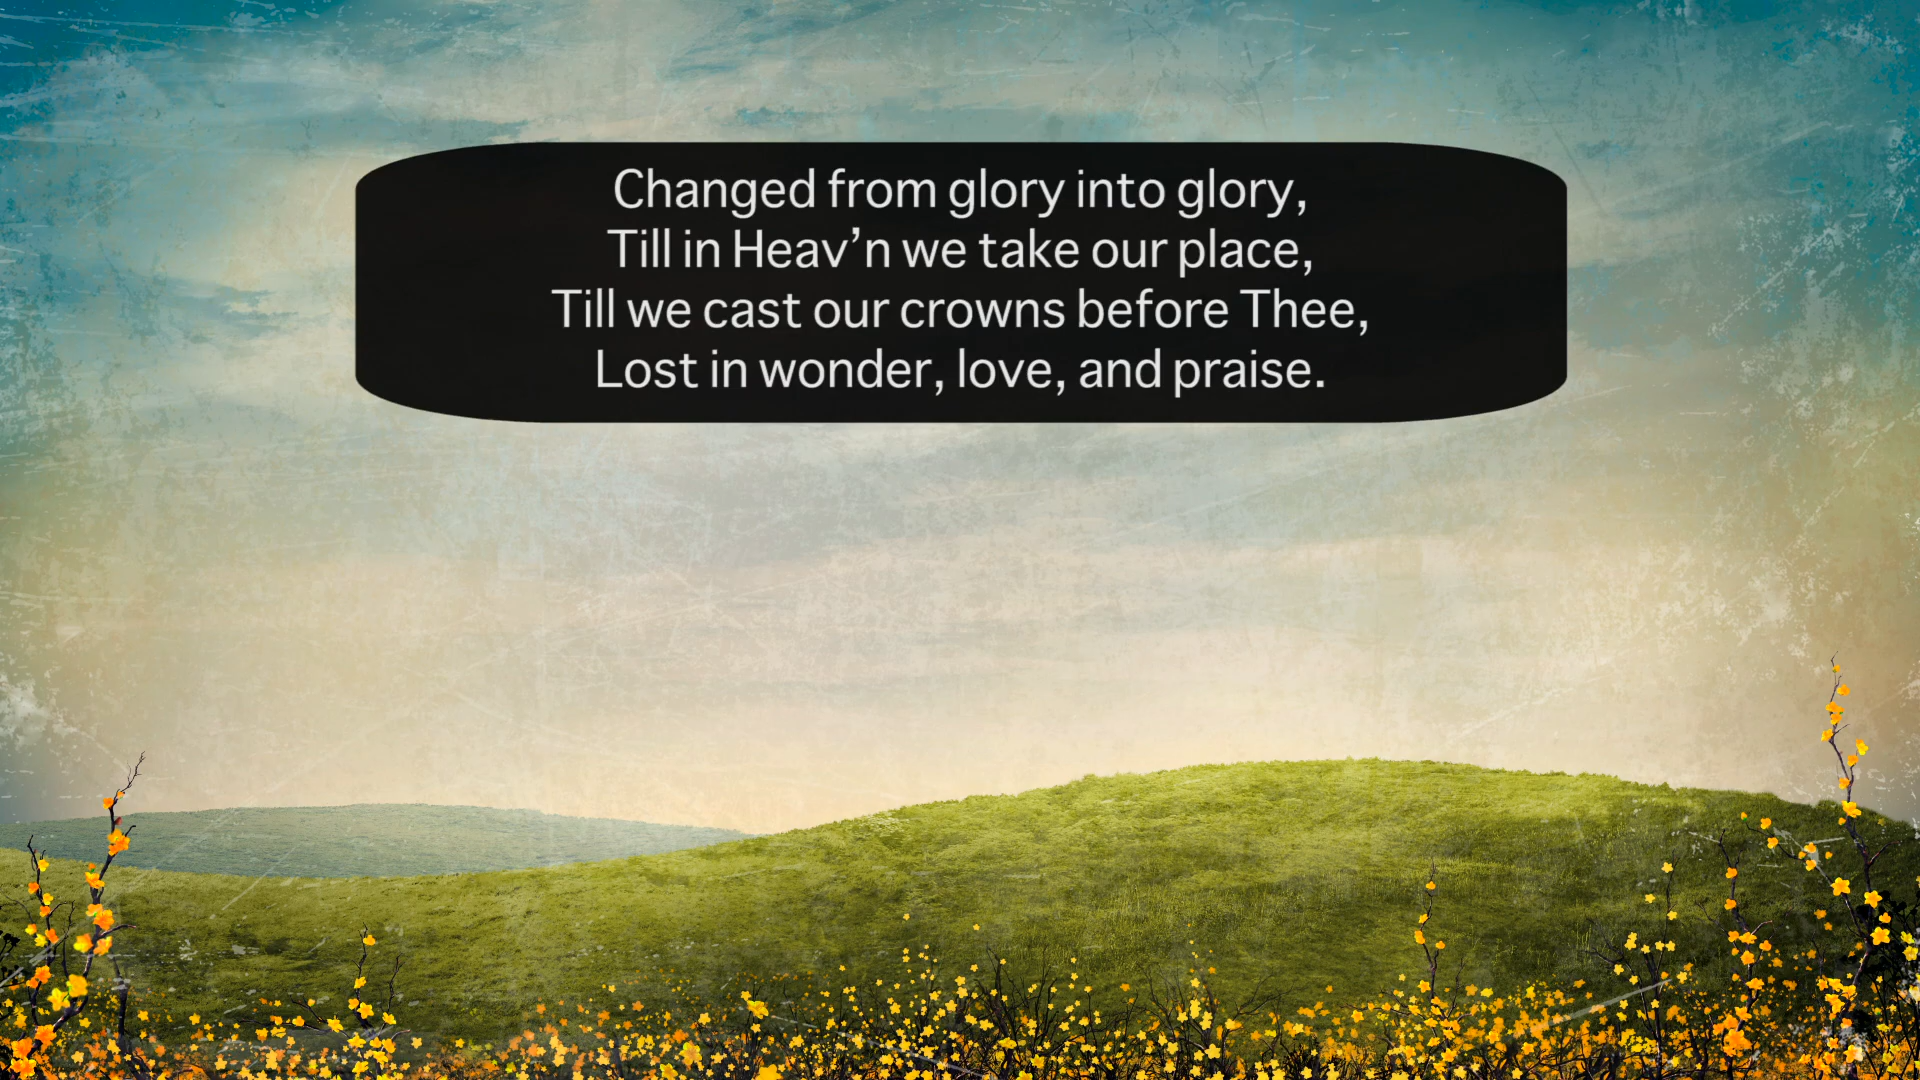 Changed from glory into glory,
Till in Heav’n we take our place,
Till we cast our crowns before Thee,
Lost in wonder, love, and praise.